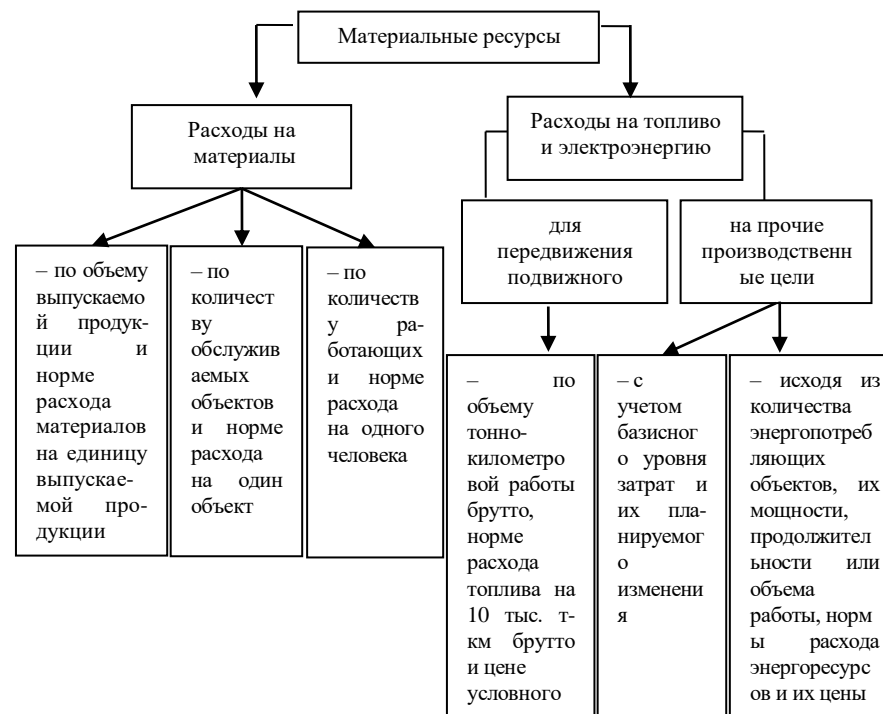 Материальные ресурсы
Расходы на
материалы
Расходы на топливо
и электроэнергию
для
передвижения
подвижного
на прочие
производственн
ые цели
– по объему
выпускаемо
й продук-
ции и
норме
расхода
материалов
на единицу
выпускае-
мой про-
дукции
– по
количест
ву
обслужив
аемых
объектов
и норме
расхода
на один
объект
– по
количеств
у ра-
ботающих
и норме
расхода
на одного
человека
– по
объему
тонно-
километро
вой работы
брутто,
норме
расхода
топлива на
10 тыс. т-
км брутто
и цене
условного
– с
учетом
базисног
о уровня
затрат и
их пла-
нируемог
о
изменени
я
– исходя из
количества
энергопотреб
ляющих
объектов, их
мощности,
продолжител
ьности или
объема
работы, норм
ы расхода
энергоресурс
ов и их цены